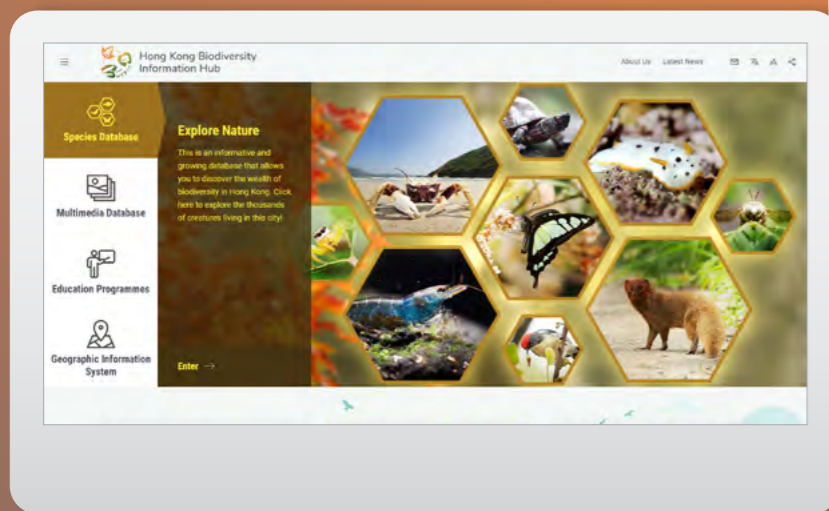 Hong Kong Biodiversity
Information Hub
About Us Latest News
Species Database
Multimedia Database
Education Programmes
Geographic Information
System
Explore Nature
This is an informative and
growing database that allows
you to discover the wealth of
biodiversity in Hong Kong. Click
here to explore the thousands
of creatures living in this city!
Enter →